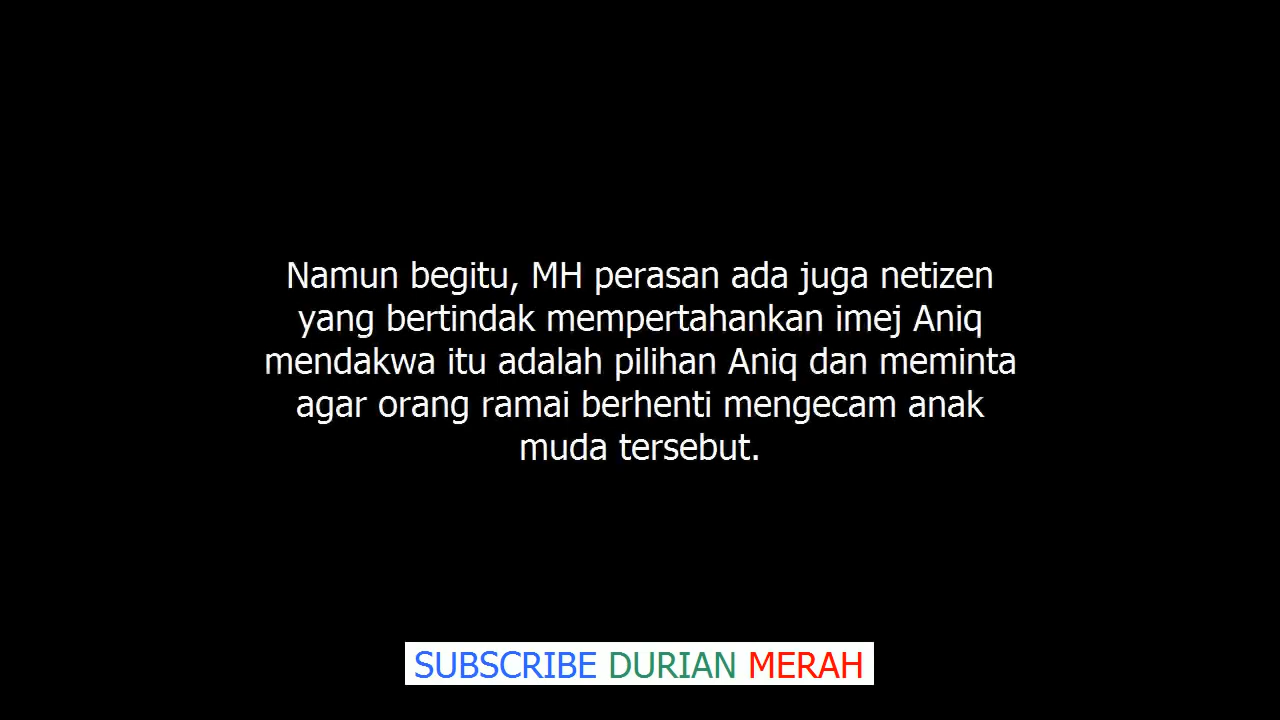 Namun begitu, MH perasan ada juga netizen
yang bertindak mempertahankan imej Aniq
mendakwa itu adalah pilihan Aniq dan meminta
agar orang ramai berhenti mengecam anak
muda tersebut.
SUBSCRIBE DURIAN MERAH